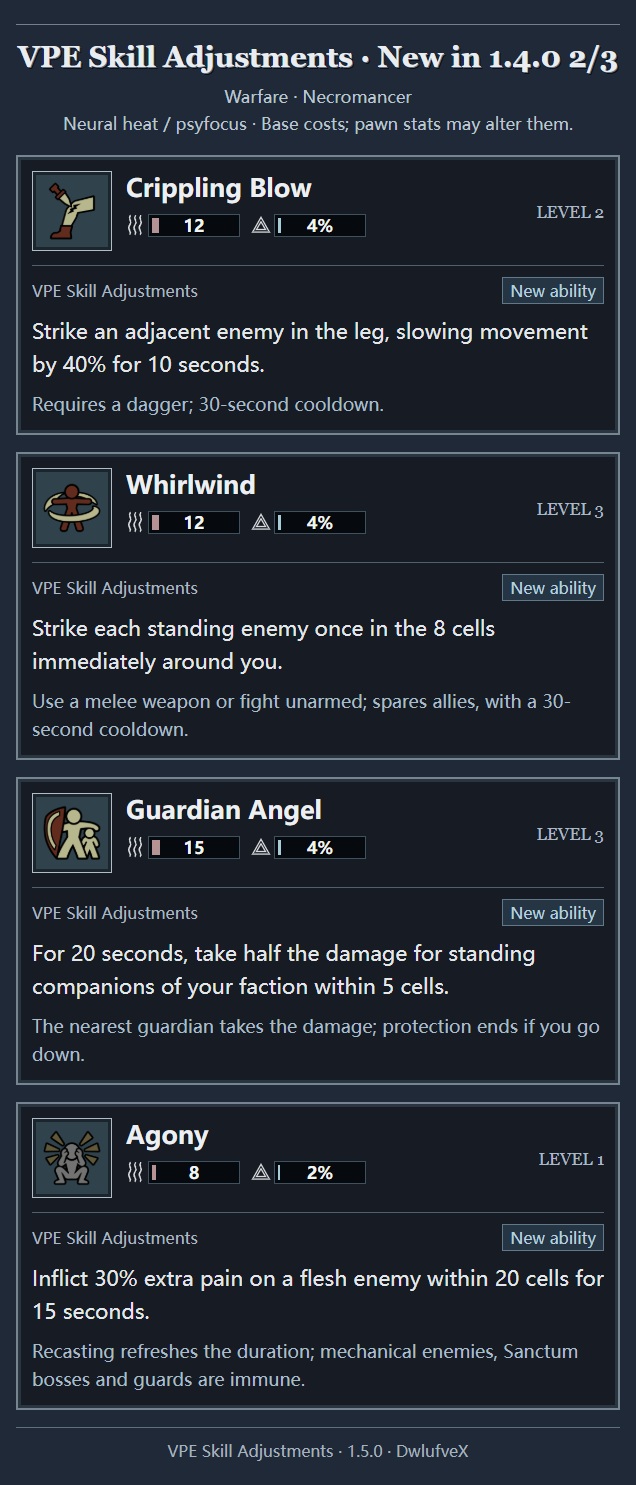 VPE Skill Adjustments · New in 1.4.0 2/3
Warfare · Necromancer
Neural heat / psyfocus · Base costs; pawn stats may alter them.
Crippling Blow
12
4%
LEVEL 2
VPE Skill Adjustments
New ability
Strike an adjacent enemy in the leg, slowing movement
by 40% for 10 seconds.
Requires a dagger; 30-second cooldown.
Whirlwind
12
4%
LEVEL 3
VPE Skill Adjustments
New ability
Strike each standing enemy once in the 8 cells
immediately around you.
Use a melee weapon or fight unarmed; spares allies, with a 30-
second cooldown.
Guardian Angel
15
4%
LEVEL 3
VPE Skill Adjustments
New ability
For 20 seconds, take half the damage for standing
companions of your faction within 5 cells.
The nearest guardian takes the damage; protection ends if you go
down.
Agony
8
2%
LEVEL 1
VPE Skill Adjustments
New ability
Inflict 30% extra pain on a flesh enemy within 20 cells for
15 seconds.
Recasting refreshes the duration; mechanical enemies, Sanctum
bosses and guards are immune.
VPE Skill Adjustments · 1.5.0 · DwlufveX